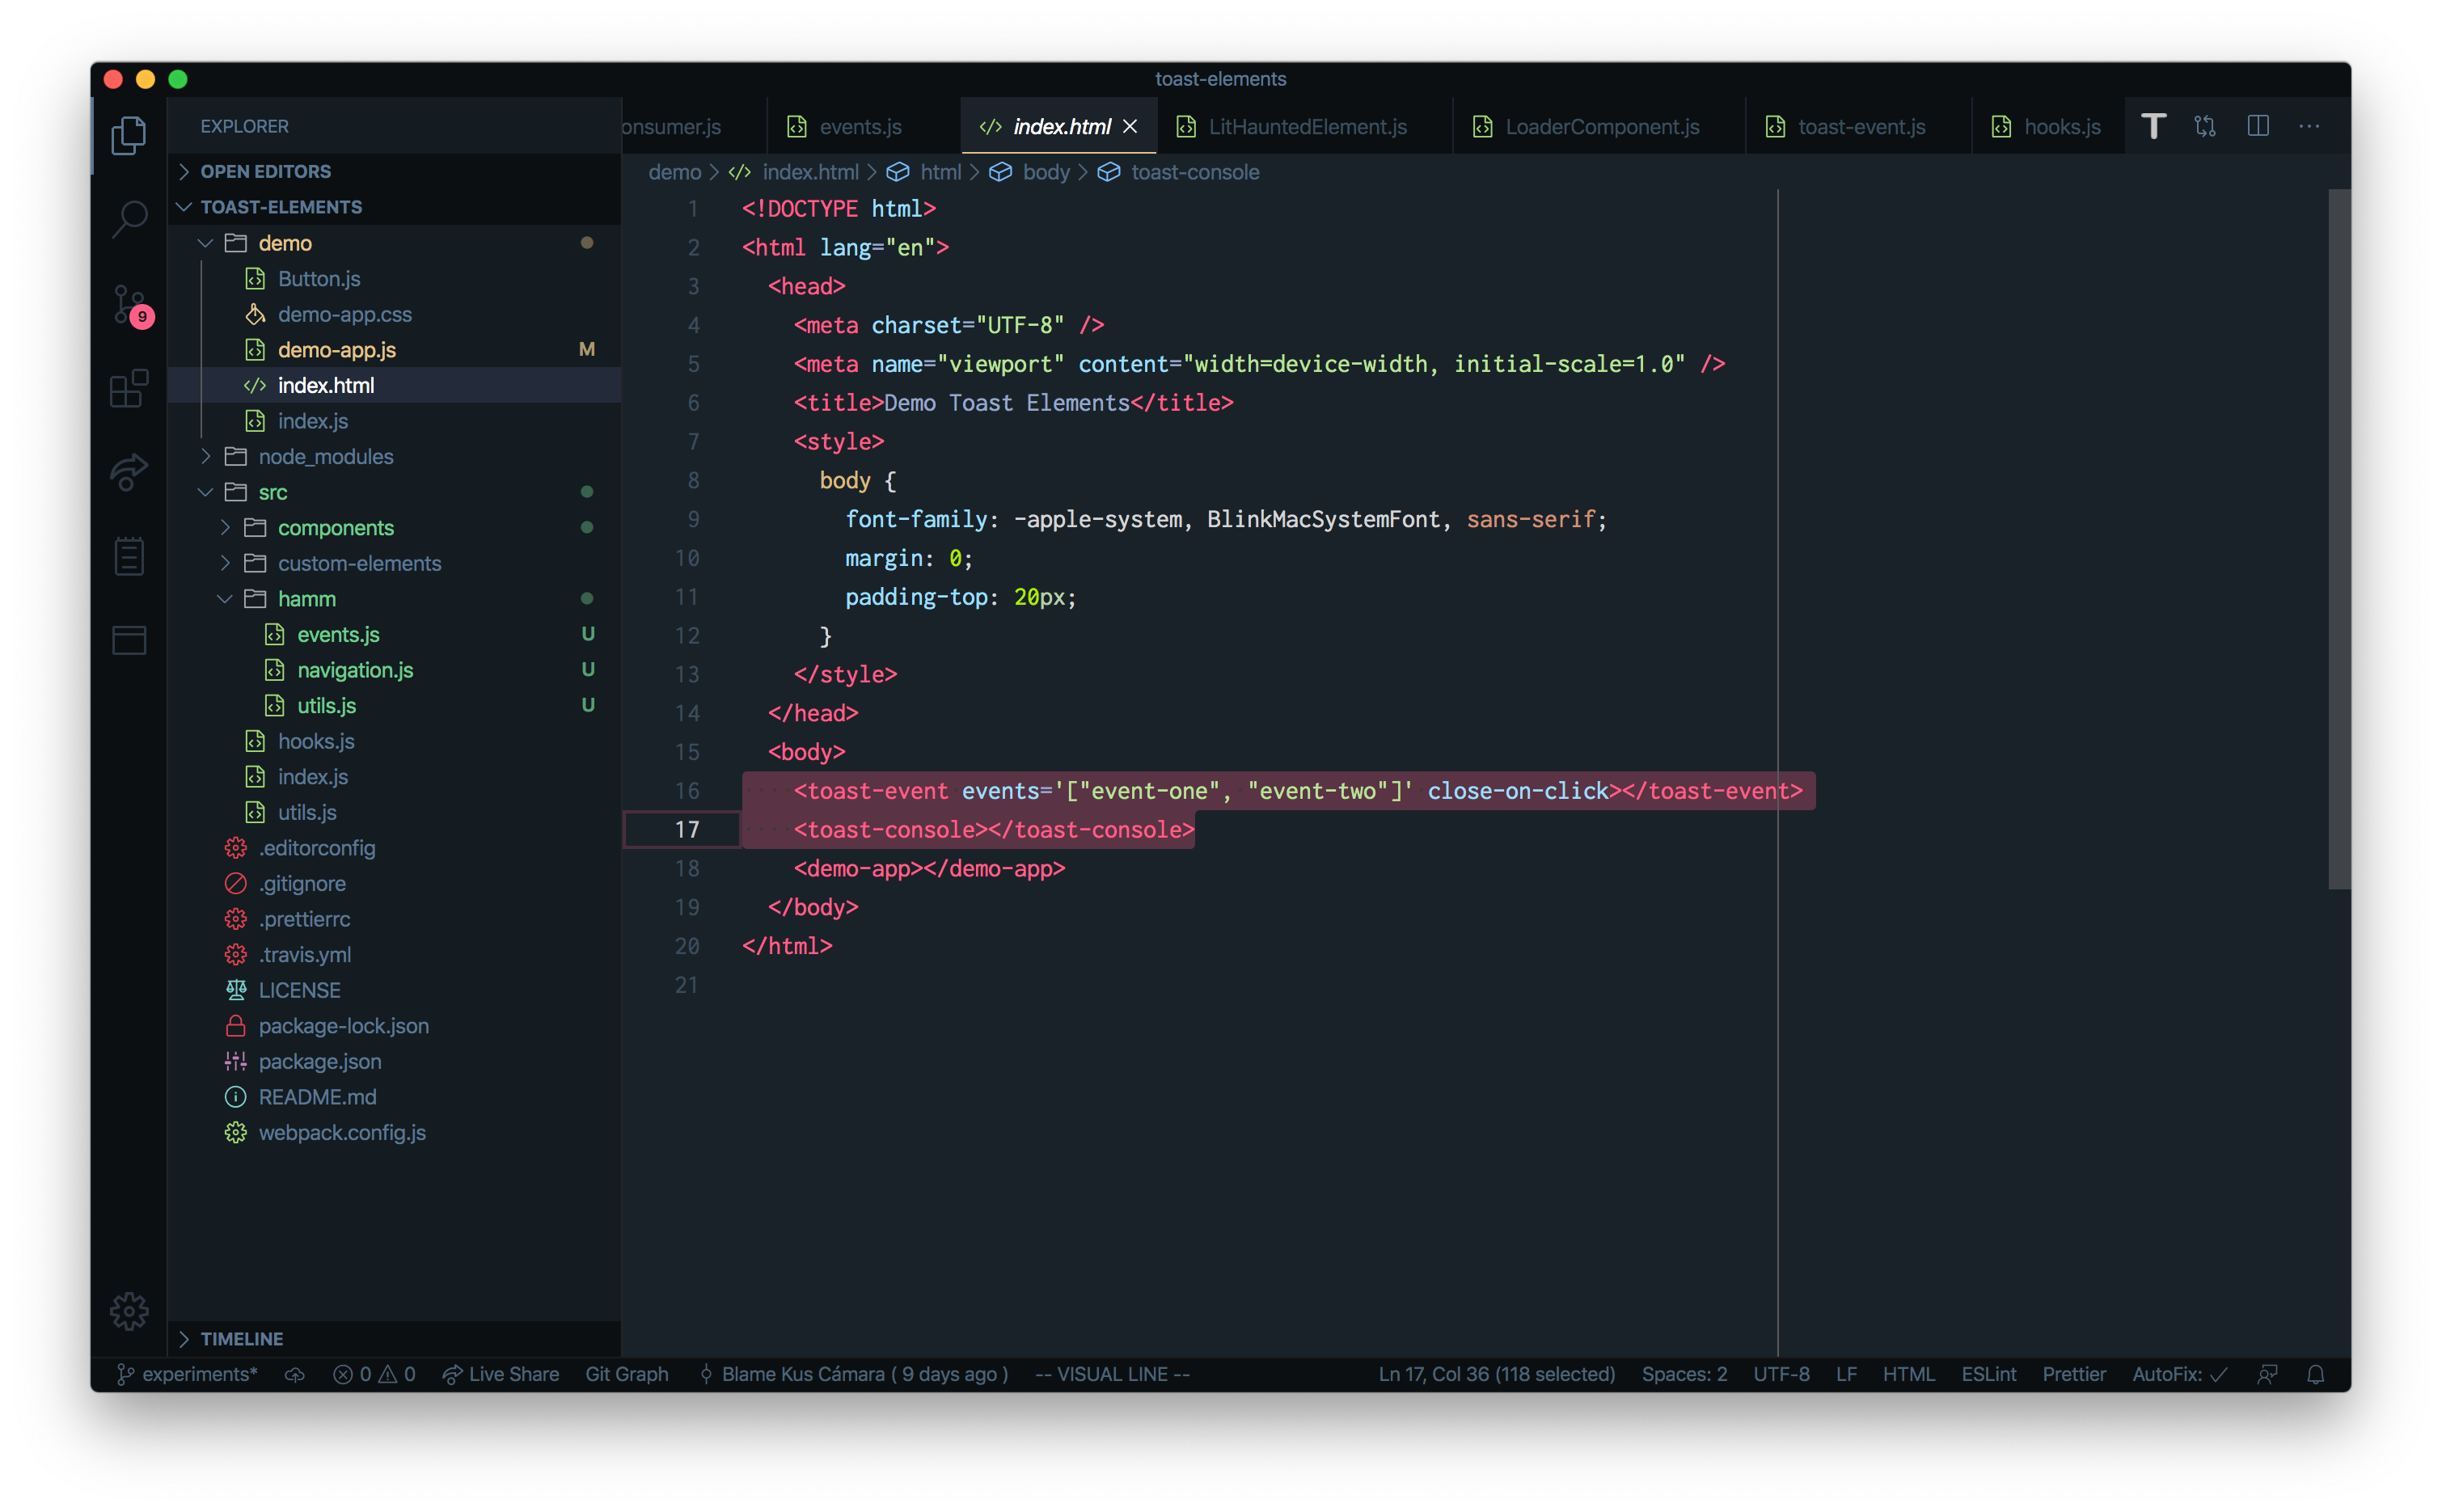 toast-elements
EXPLORER
OPEN EDITORS
TOAST-ELEMENTS
demo
Button.js
demo-app.css
demo-app.js M
index.html
index.js
node_modules
src
components
custom-elements
hamm
events.js U
navigation.js U
utils.js U
hooks.js
index.js
utils.js
.editorconfig
.gitignore
.prettierrc
.travis.yml
LICENSE
package-lock.json
package.json
README.md
webpack.config.js
TIMELINE
9
onsumer.js events.js index.html LitHauntedElement.js LoaderComponent.js toast-event.js hooks.js
demo > index.html > html > body > toast-console
1 <!DOCTYPE html>
2 <html lang="en">
3 <head>
4 <meta charset="UTF-8" />
5 <meta name="viewport" content="width=device-width, initial-scale=1.0" />
6 <title>Demo Toast Elements</title>
7 <style>
8 body {
9 font-family: -apple-system, BlinkMacSystemFont, sans-serif;
10 margin: 0;
11 padding-top: 20px;
12 }
13 </style>
14 </head>
15 <body>
16 <toast-event events='["event-one", "event-two"]' close-on-click></toast-event>
17 <toast-console></toast-console>
18 <demo-app></demo-app>
19 </body>
20 </html>
21
experiments* 0 0 Live Share Git Graph Blame Kus Cámara ( 9 days ago ) -- VISUAL LINE -- Ln 17, Col 36 (118 selected) Spaces: 2 UTF-8 LF HTML ESLint Prettier AutoFix: ✓